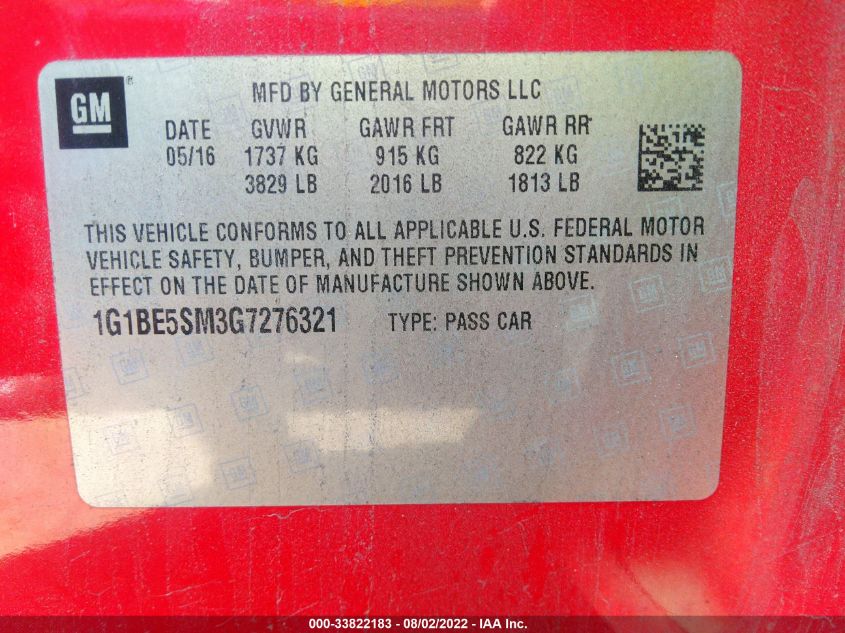 GM
MFD BY GENERAL MOTORS LLC
DATE GVWR GAWR FRT GAWR RR
05/16 1737 KG 915 KG 822 KG
3829 LB 2016 LB 1813 LB
THIS VEHICLE CONFORMS TO ALL APPLICABLE U.S. FEDERAL MOTOR
VEHICLE SAFETY, BUMPER, AND THEFT PREVENTION STANDARDS IN
EFFECT ON THE DATE OF MANUFACTURE SHOWN ABOVE.
1G1BE5SM3G7276321 TYPE: PASS CAR
000-33822183 - 08/02/2022 - IAA Inc.